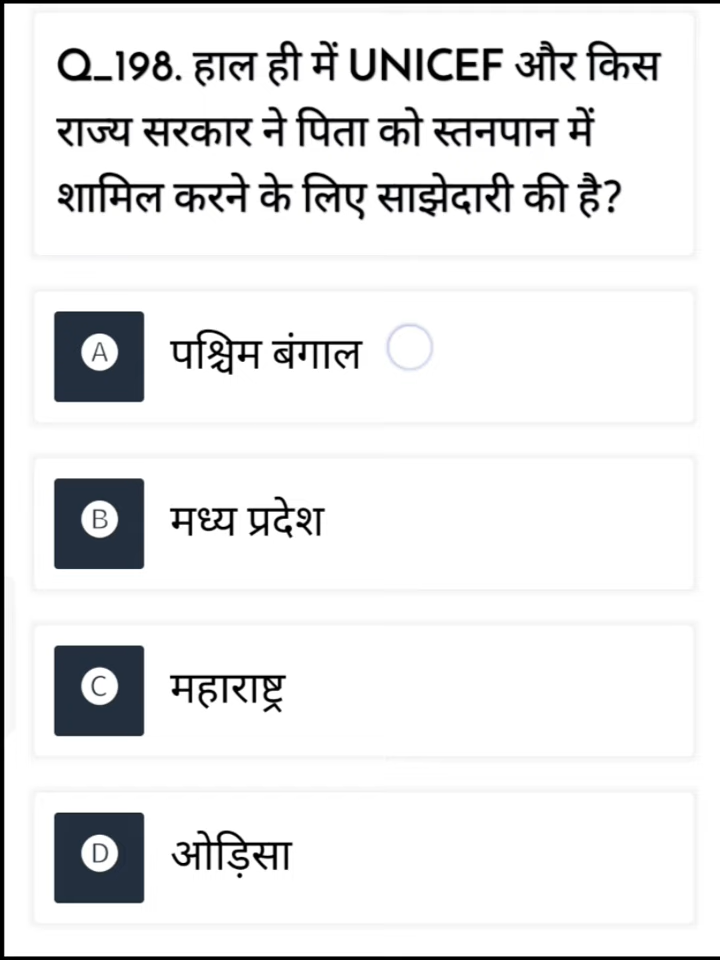 Q_198. हाल ही में UNICEF और किस
राज्य सरकार ने पिता को स्तनपान में
शामिल करने के लिए साझेदारी की है?
A पश्चिम बंगाल
B मध्य प्रदेश
C महाराष्ट्र
D ओड़िसा